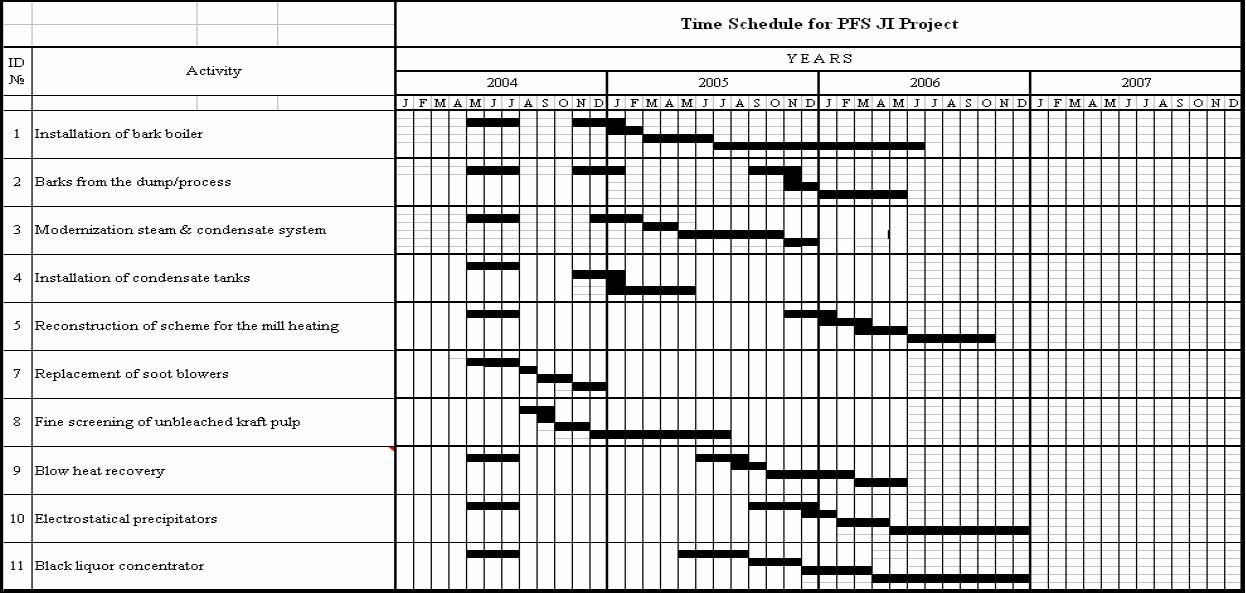 Time Schedule for PFS JI Project
ID
№
Activity
YEARS
2004 2005 2006 2007
J F M A M J J A S O N D J F M A M J J A S O N D J F M A M J J A S O N D J F M A M J J A S O N D
1 Installation of bark boiler
2 Barks from the dump/process
3 Modernization steam & condensate system
4 Installation of condensate tanks
5 Reconstruction of scheme for the mill heating
7 Replacement of soot blowers
8 Fine screening of unbleached kraft pulp
9 Blow heat recovery
10 Electrostatical precipitators
11 Black liquor concentrator